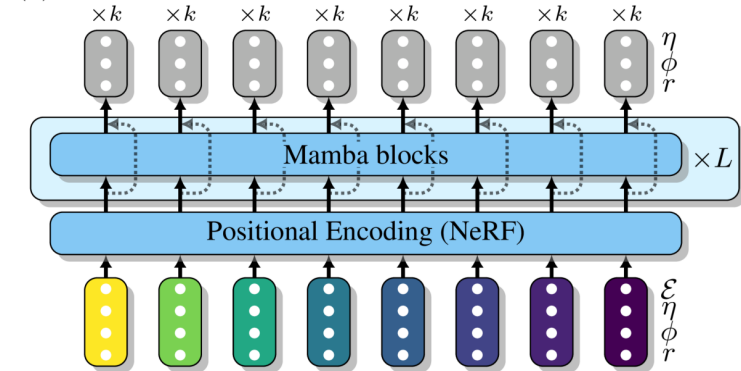 ×k ×k ×k ×k ×k ×k ×k ×k
η
ϕ
r
Mamba blocks
×L
Positional Encoding (NeRF)
ℰ
η
ϕ
r